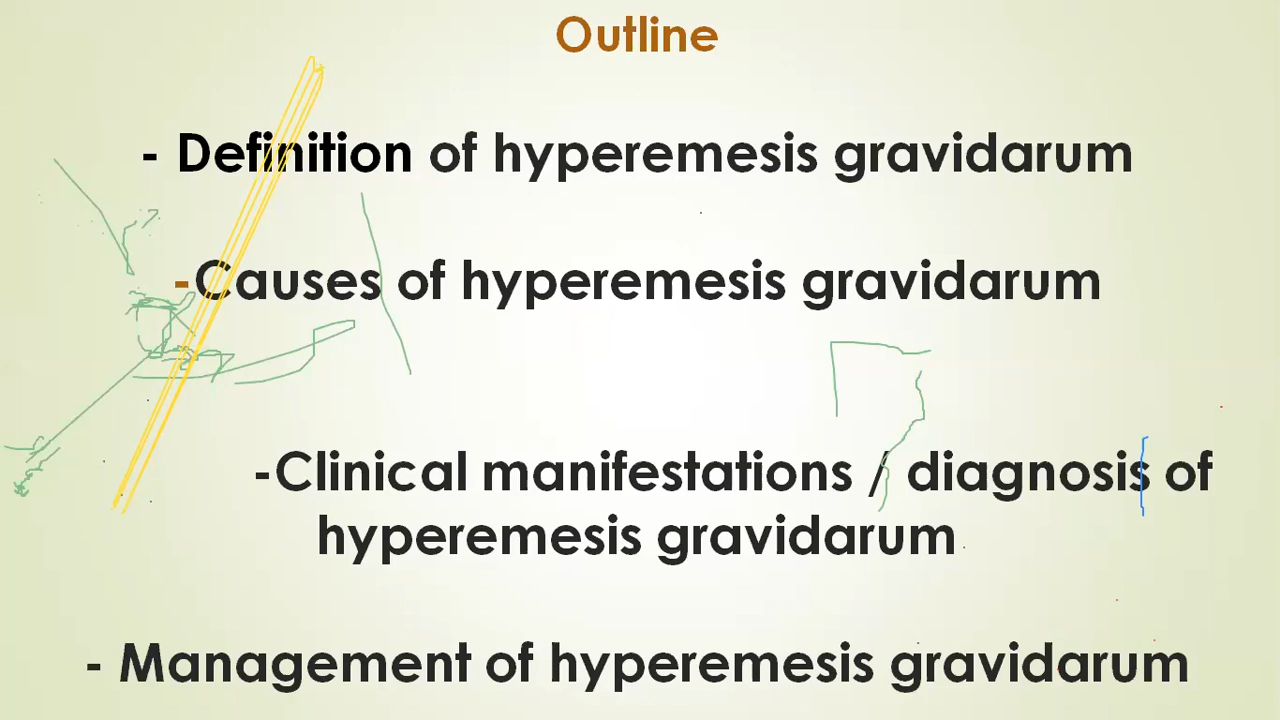 Outline
- Definition of hyperemesis gravidarum
-Causes of hyperemesis gravidarum
-Clinical manifestations / diagnosis of
hyperemesis gravidarum
- Management of hyperemesis gravidarum